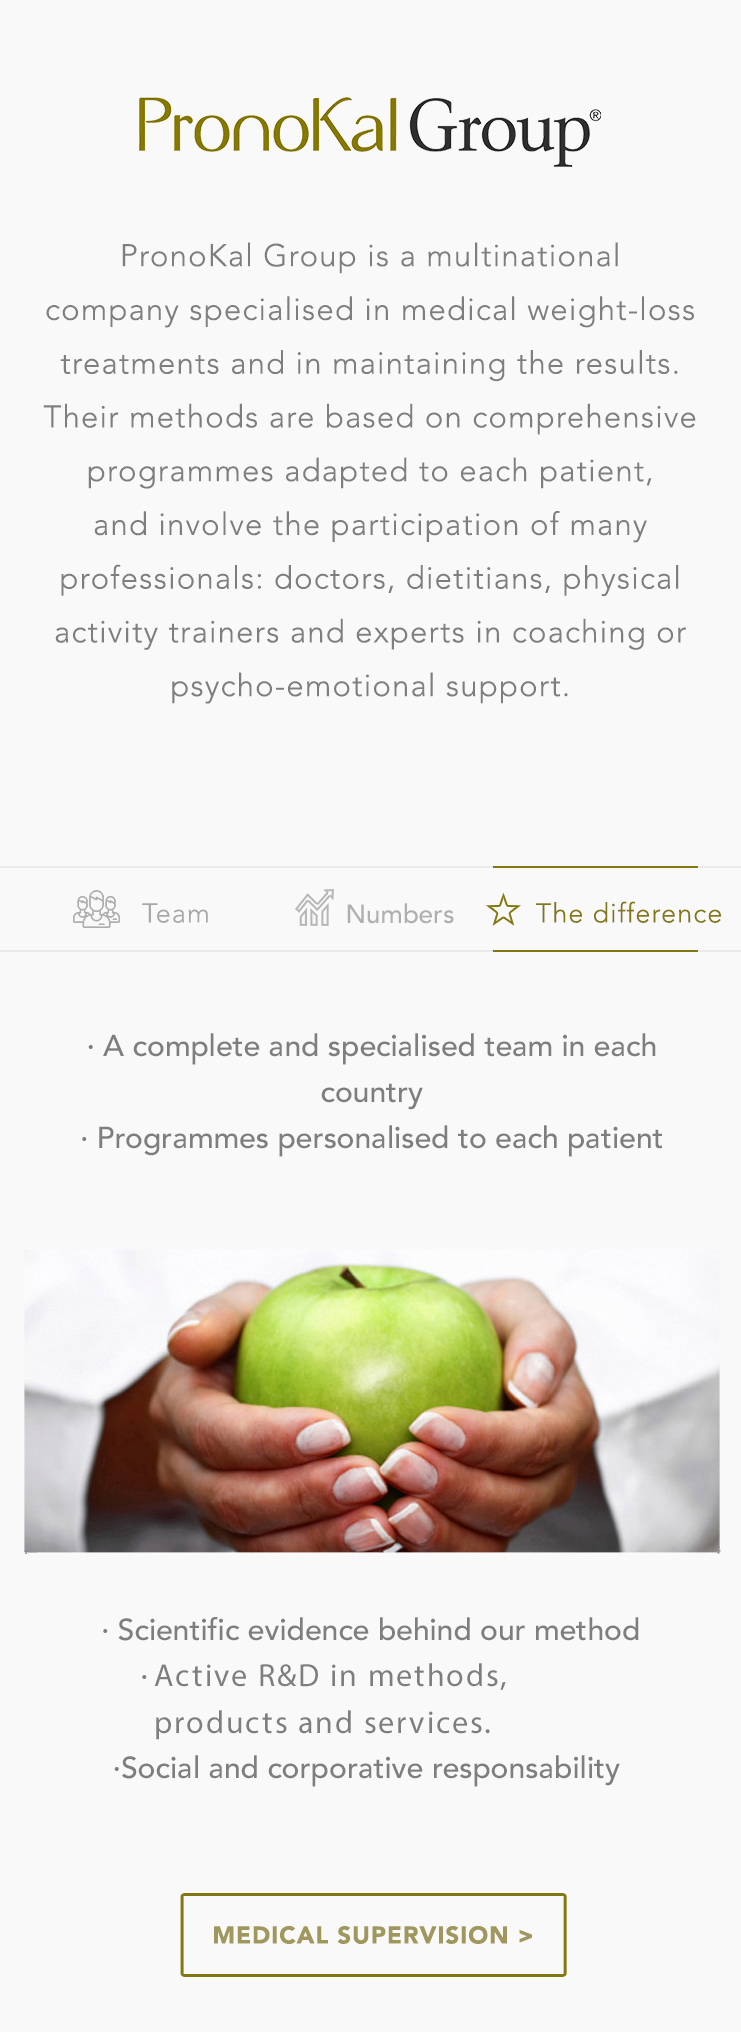 PronoKal Group®
PronoKal Group is a multinational
company specialised in medical weight-loss
treatments and in maintaining the results.
Their methods are based on comprehensive
programmes adapted to each patient,
and involve the participation of many
professionals: doctors, dietitians, physical
activity trainers and experts in coaching or
psycho-emotional support.
Team
Numbers
The difference
· A complete and specialised team in each
country
· Programmes personalised to each patient
· Scientific evidence behind our method
· Active R&D in methods,
products and services.
·Social and corporative responsability
MEDICAL SUPERVISION >